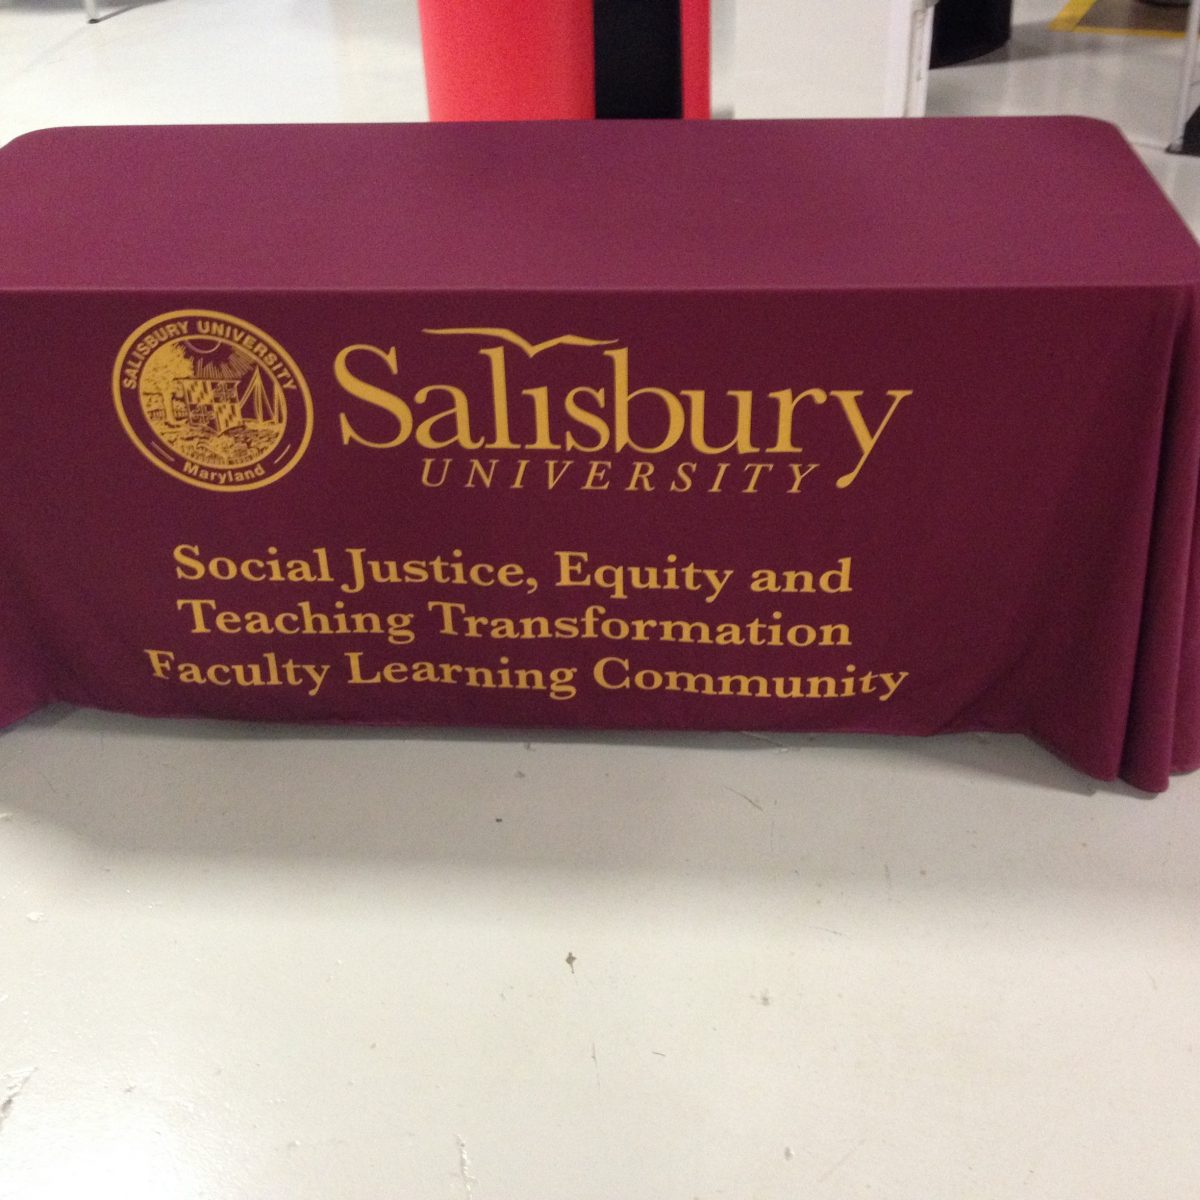 SALISBURY UNIVERSITY
Maryland
Salisbury
UNIVERSITY
Social Justice, Equity and
Teaching Transformation
Faculty Learning Community